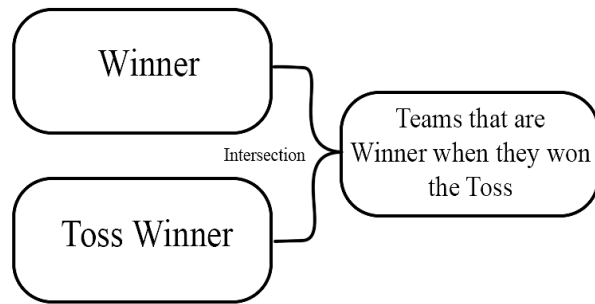 Winner
Intersection
Toss Winner
Teams that are
Winner when they won
the Toss